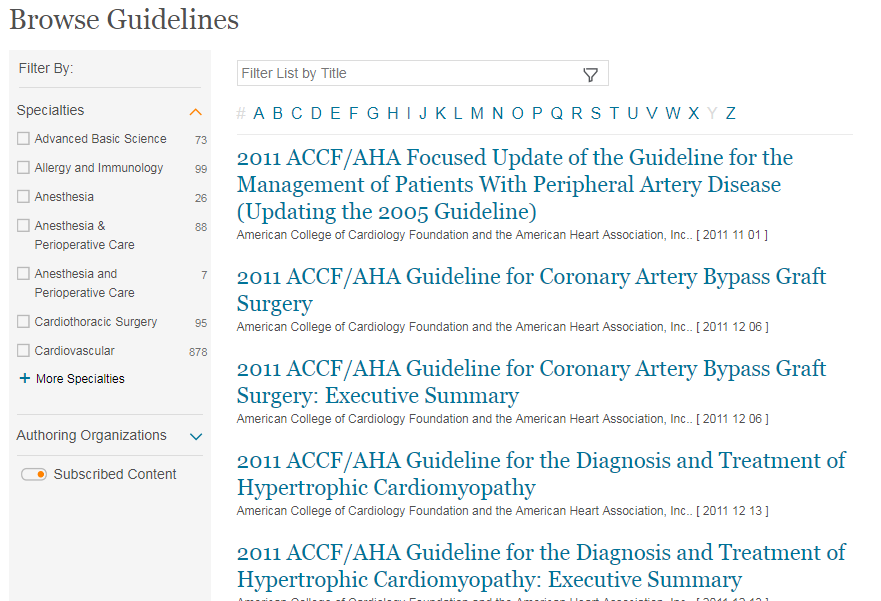 Browse Guidelines
Filter By:
Specialties
Advanced Basic Science 73
Allergy and Immunology 99
Anesthesia 26
Anesthesia & 88
Perioperative Care
Anesthesia and 7
Perioperative Care
Cardiothoracic Surgery 95
Cardiovascular 878
+ More Specialties
Authoring Organizations
Subscribed Content
Filter List by Title
# A B C D E F G H I J K L M N O P Q R S T U V W X Y Z
2011 ACCF/AHA Focused Update of the Guideline for the
Management of Patients With Peripheral Artery Disease
(Updating the 2005 Guideline)
American College of Cardiology Foundation and the American Heart Association, Inc.. [ 2011 11 01 ]
2011 ACCF/AHA Guideline for Coronary Artery Bypass Graft
Surgery
American College of Cardiology Foundation and the American Heart Association, Inc.. [ 2011 12 06 ]
2011 ACCF/AHA Guideline for Coronary Artery Bypass Graft
Surgery: Executive Summary
American College of Cardiology Foundation and the American Heart Association, Inc.. [ 2011 12 06 ]
2011 ACCF/AHA Guideline for the Diagnosis and Treatment of
Hypertrophic Cardiomyopathy
American College of Cardiology Foundation and the American Heart Association, Inc.. [ 2011 12 13 ]
2011 ACCF/AHA Guideline for the Diagnosis and Treatment of
Hypertrophic Cardiomyopathy: Executive Summary